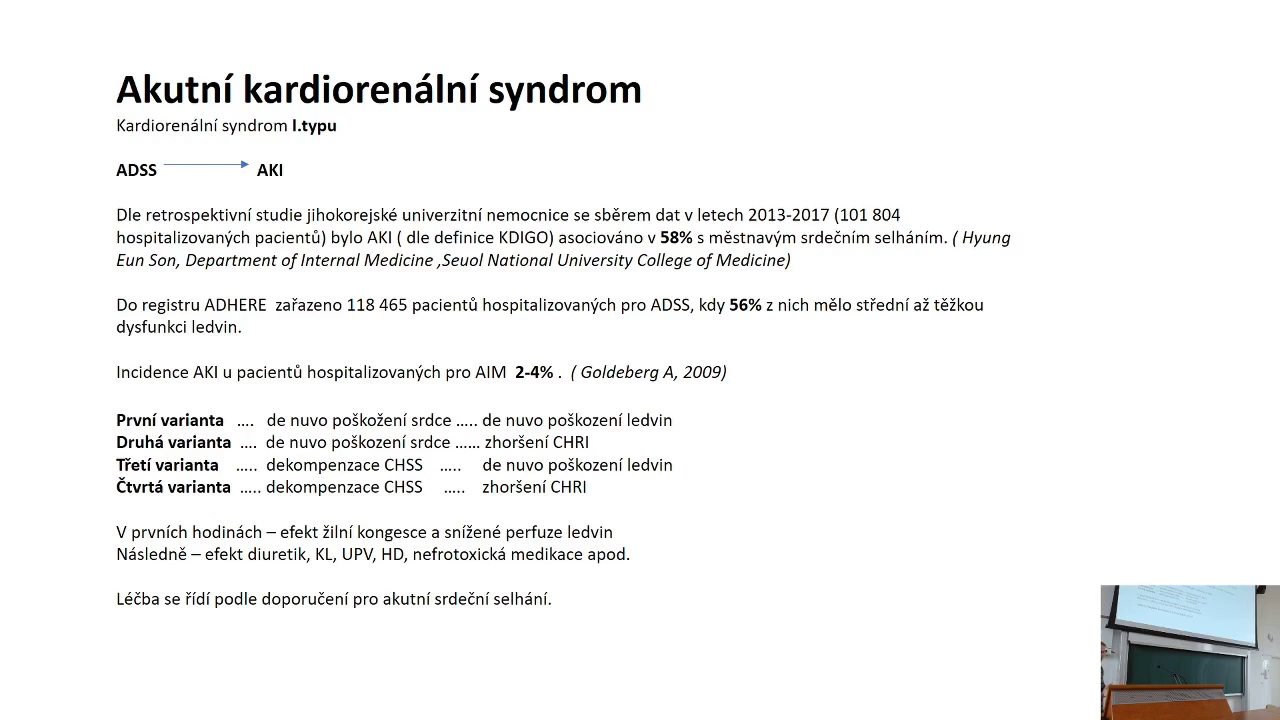 Akutní kardiorenální syndrom
Kardiorenální syndrom I.typu
ADSS AKI
Dle retrospektivní studie jihokorejské univerzitní nemocnice se sběrem dat v letech 2013-2017 (101 804
hospitalizovaných pacientů) bylo AKI ( dle definice KDIGO) asociováno v 58% s městnavým srdečním selháním. ( Hyung
Eun Son, Department of Internal Medicine ,Seuol National University College of Medicine)
Do registru ADHERE zařazeno 118 465 pacientů hospitalizovaných pro ADSS, kdy 56% z nich mělo střední až těžkou
dysfunkci ledvin.
Incidence AKI u pacientů hospitalizovaných pro AIM 2-4% . ( Goldeberg A, 2009)
První varianta .... de nuvo poškožení srdce ..... de nuvo poškození ledvin
Druhá varianta .... de nuvo poškození srdce ...... zhoršení CHRI
Třetí varianta ..... dekompenzace CHSS ..... de nuvo poškození ledvin
Čtvrtá varianta ..... dekompenzace CHSS ..... zhoršení CHRI
V prvních hodinách – efekt žilní kongesce a snížené perfuze ledvin
Následně – efekt diuretik, KL, UPV, HD, nefrotoxická medikace apod.
Léčba se řídí podle doporučení pro akutní srdeční selhání.